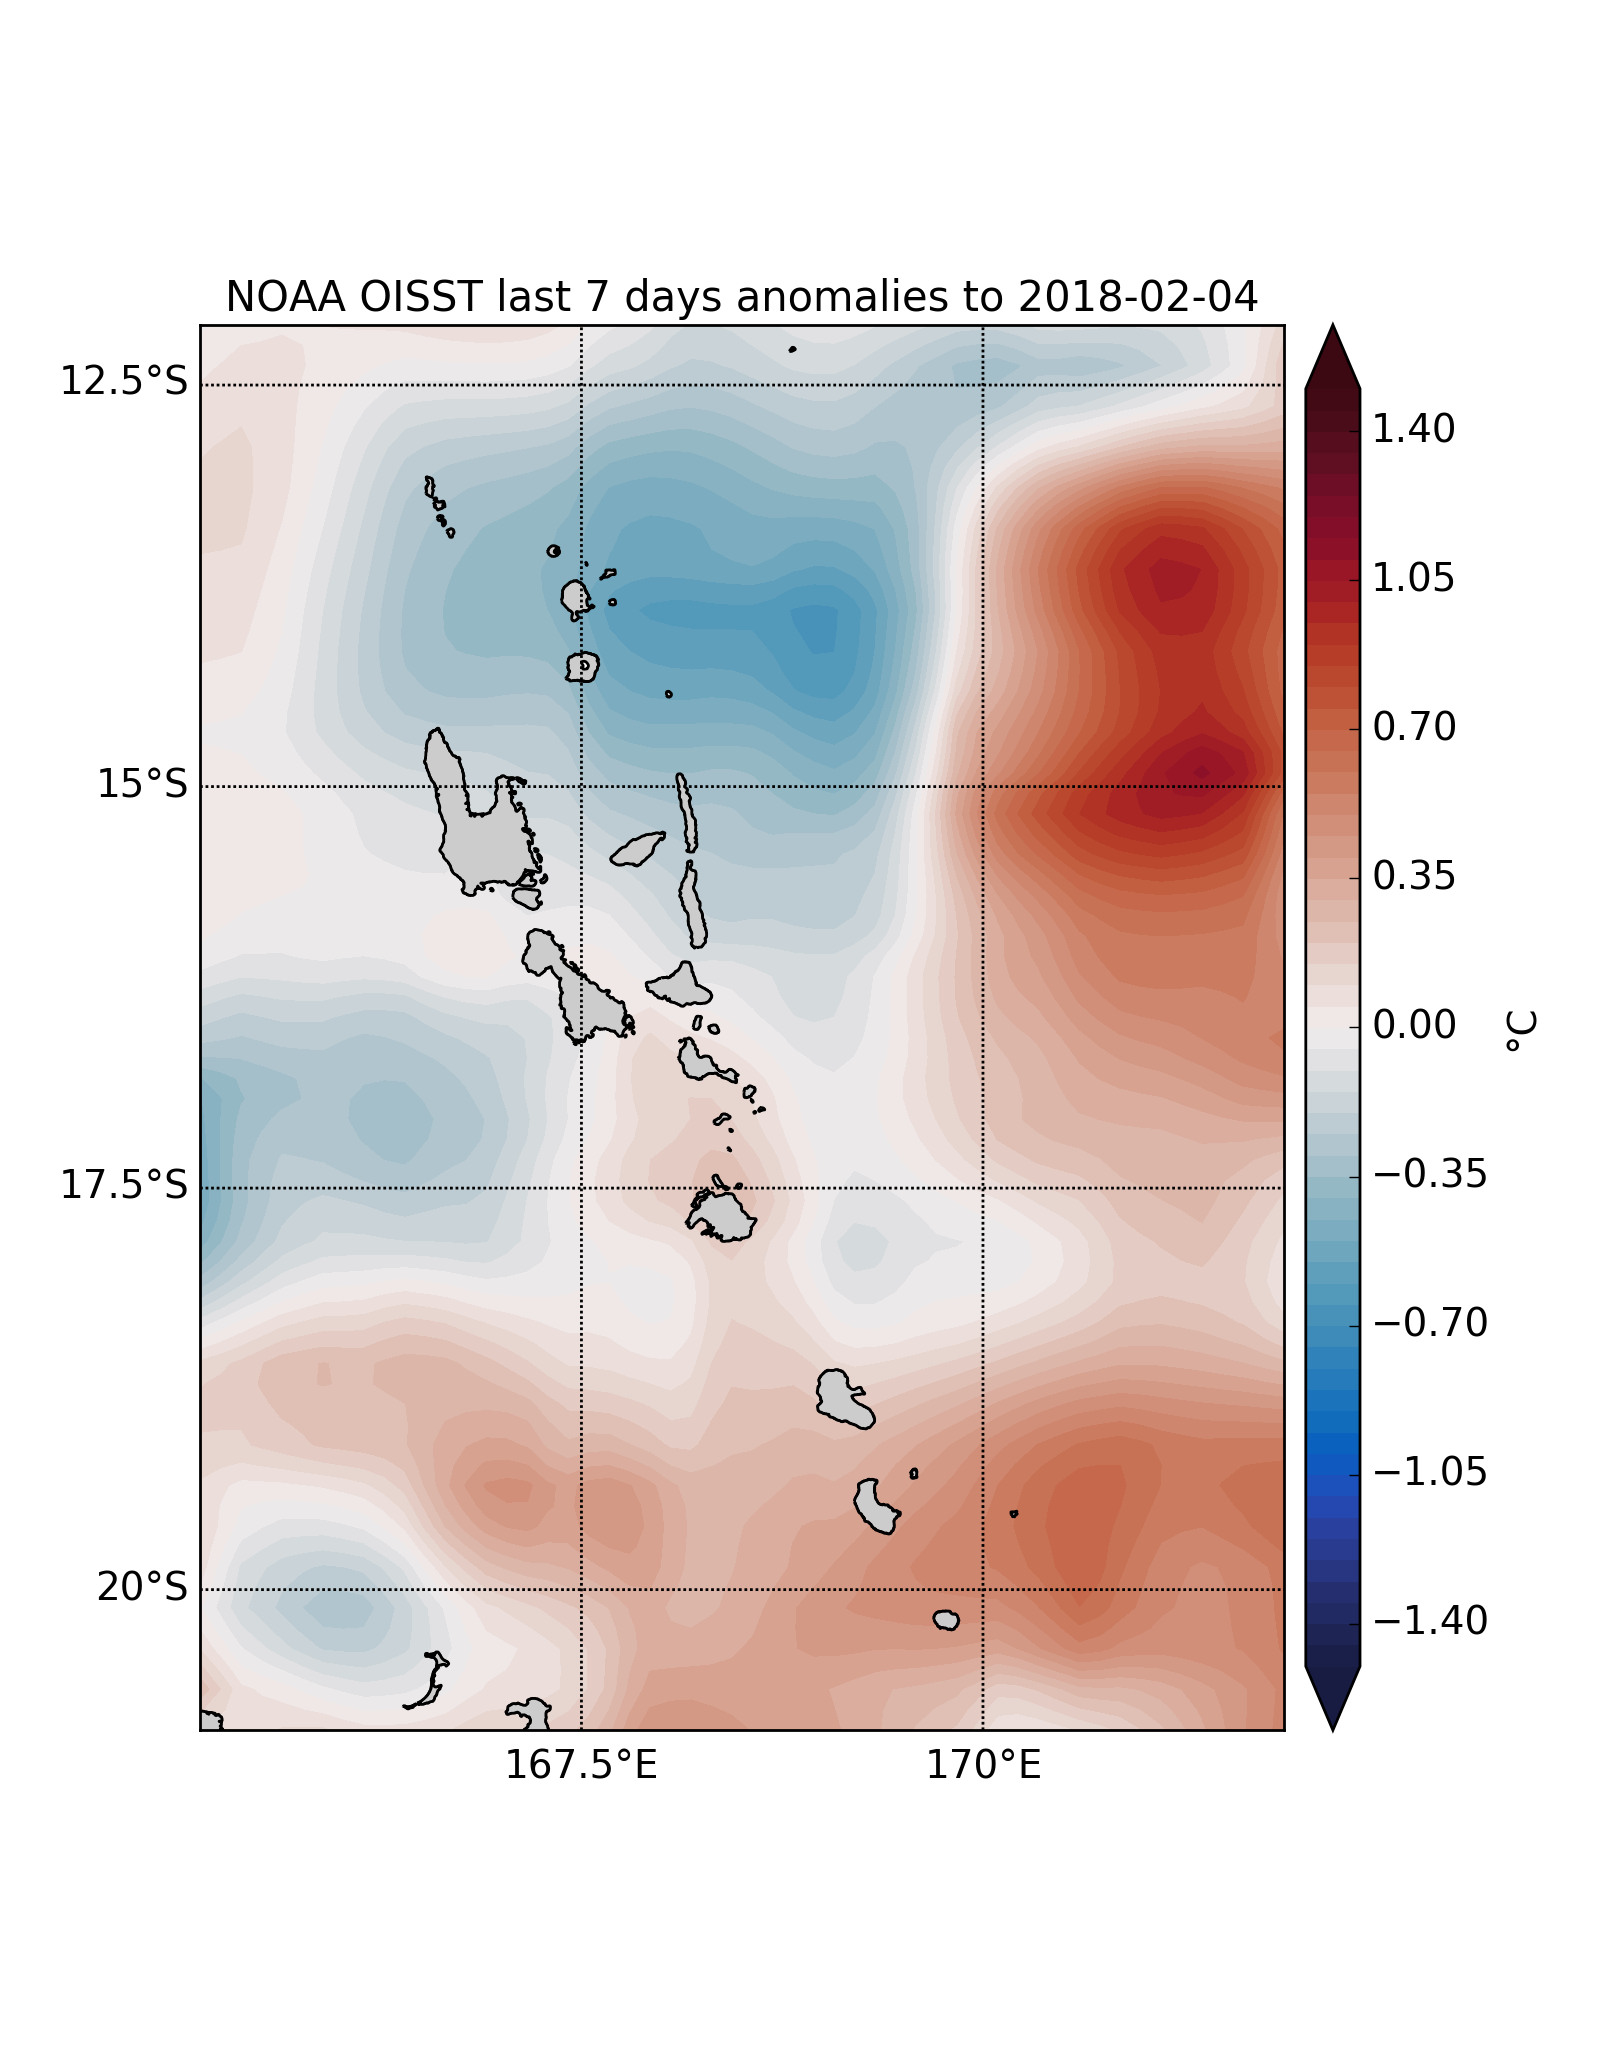 NOAA OISST last 7 days anomalies to 2018-02-04
12.5°S
15°S
17.5°S
20°S
167.5°E
170°E
1.40
1.05
0.70
0.35
0.00
−0.35
−0.70
−1.05
−1.40
°C